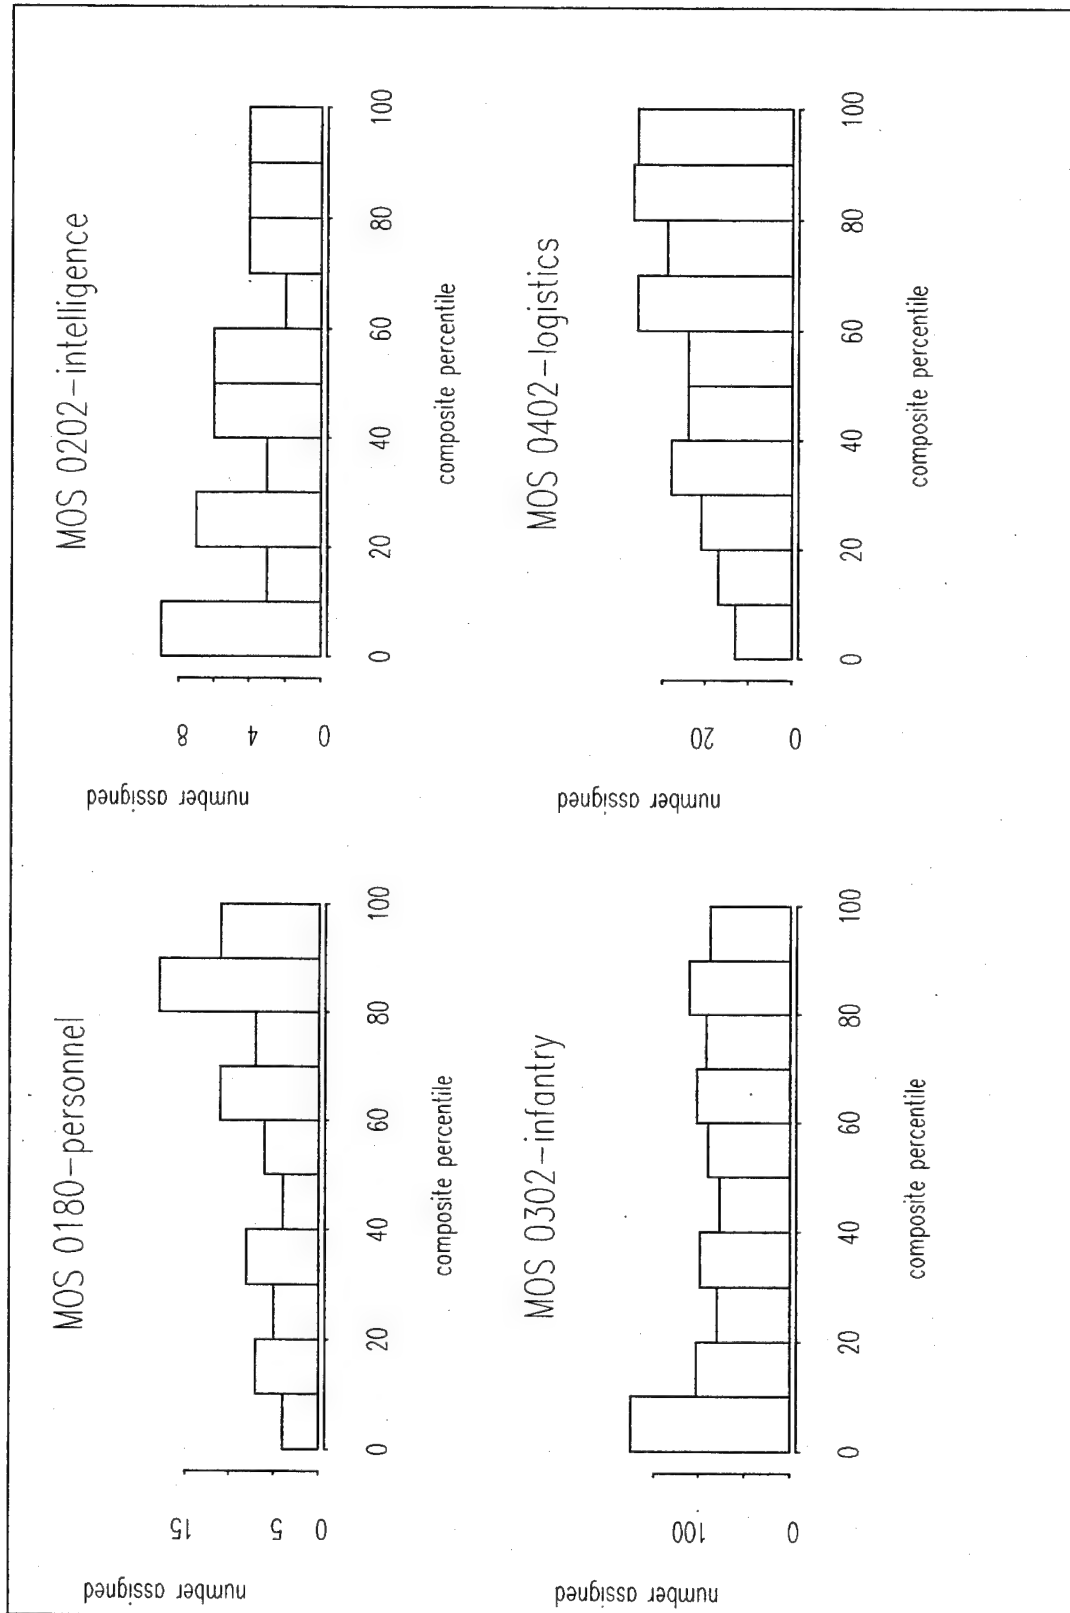 MOS 0180-personnel
number assigned
15
5
0
0 20 40 60 80 100
composite percentile
MOS 0202-intelligence
number assigned
8
4
0
0 20 40 60 80 100
composite percentile
MOS 0302-infantry
number assigned
100
0
0 20 40 60 80 100
composite percentile
MOS 0402-logistics
number assigned
20
0
0 20 40 60 80 100
composite percentile